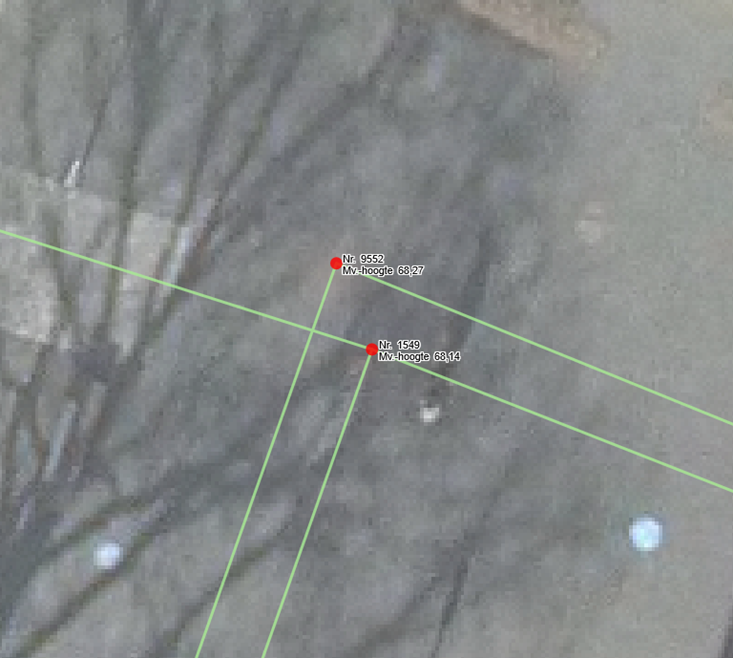 Nr. 9552
Mv.-hoogte 68,27
Nr. 1549
Mv.-hoogte 68,14